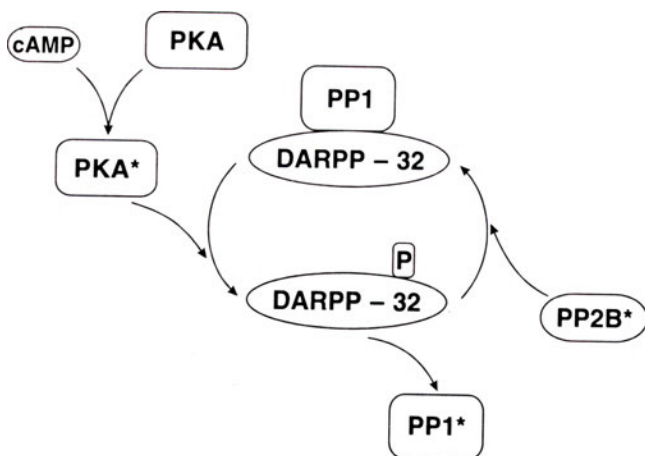 cAMP
PKA
PP1
DARPP – 32
PKA*
P
DARPP – 32
PP2B*
PP1*